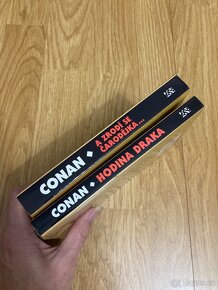 CONAN ◆ A ZRODÍ SE
ČARODĚJKA...
CONAN ◆ HODINA DRAKA